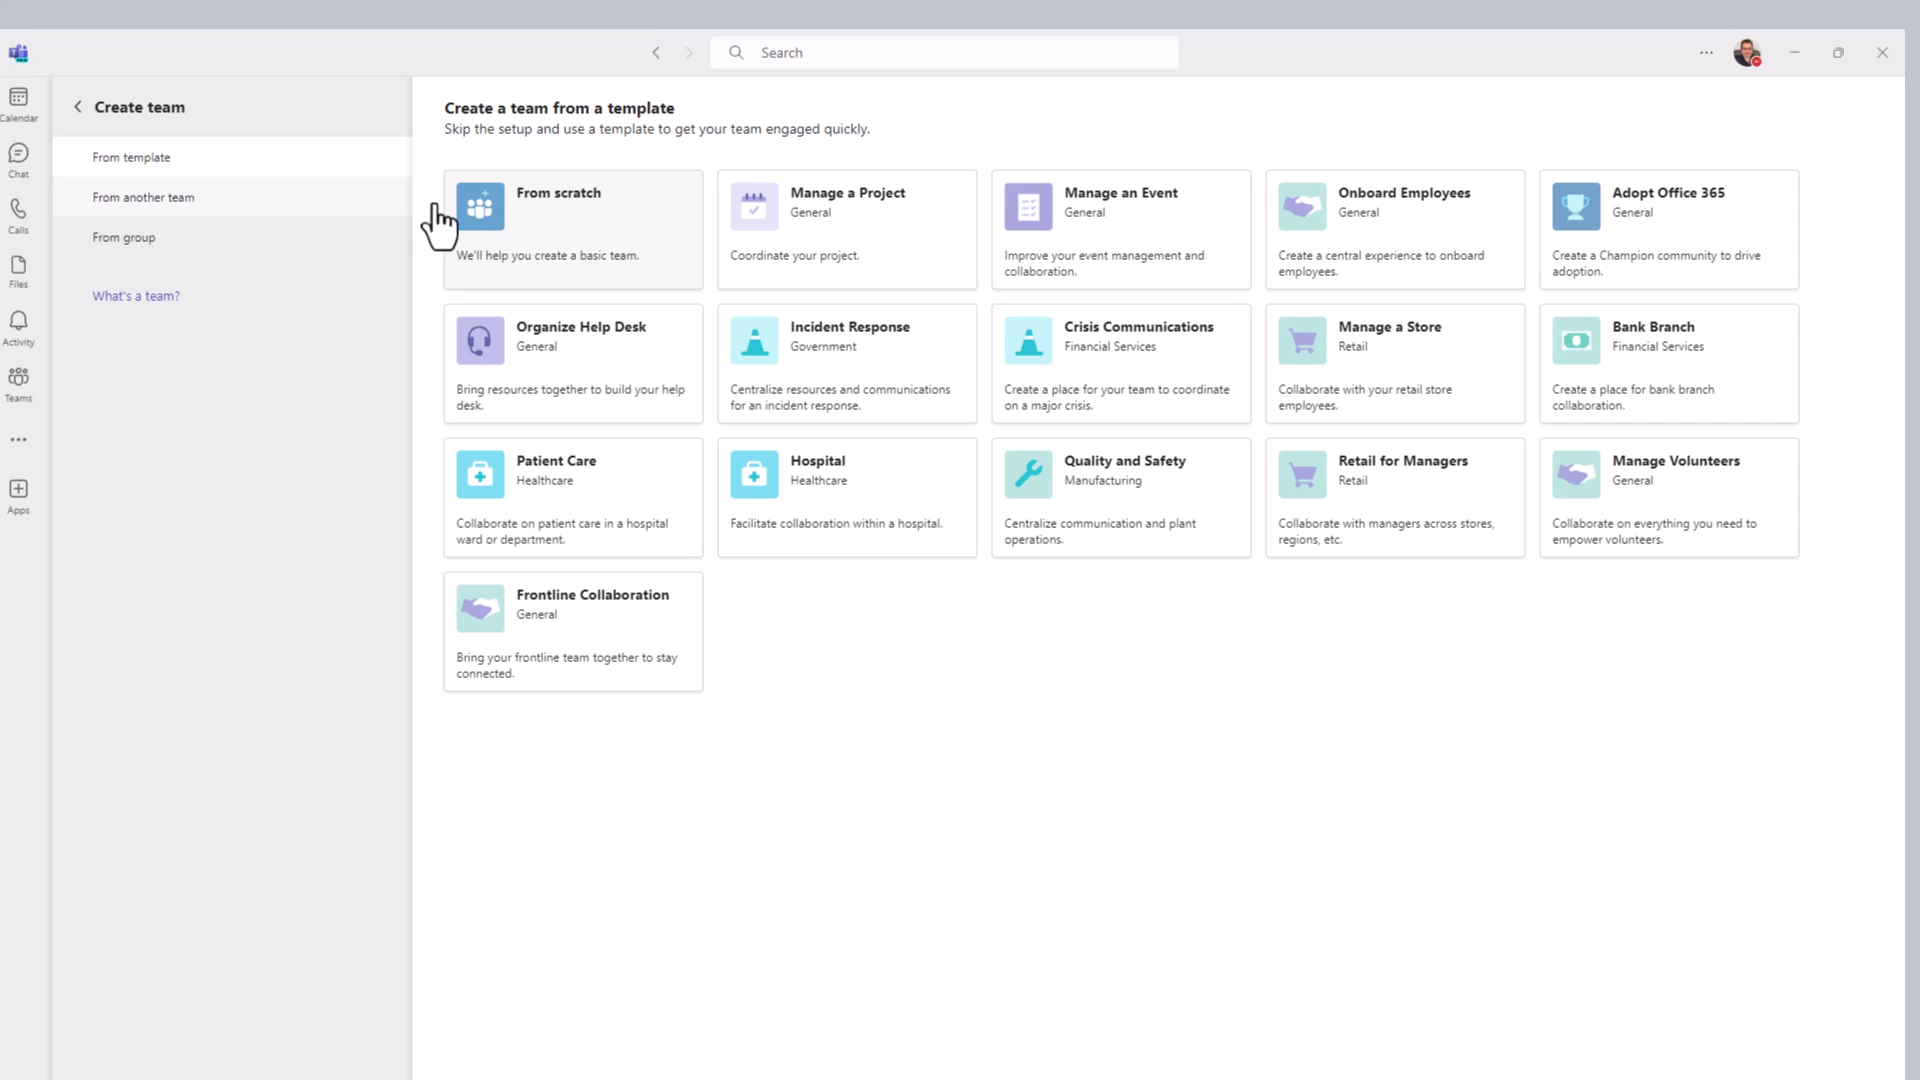 Search
Calendar
Chat
Calls
Files
Activity
Teams
Apps
Create team
From template
From another team
From group
What's a team?
Create a team from a template
Skip the setup and use a template to get your team engaged quickly.
From scratch
We'll help you create a basic team.
Manage a Project
General
Coordinate your project.
Manage an Event
General
Improve your event management and
collaboration.
Onboard Employees
General
Create a central experience to onboard
employees.
Adopt Office 365
General
Create a Champion community to drive
adoption.
Organize Help Desk
General
Bring resources together to build your help
desk.
Incident Response
Government
Centralize resources and communications
for an incident response.
Crisis Communications
Financial Services
Create a place for your team to coordinate
on a major crisis.
Manage a Store
Retail
Collaborate with your retail store
employees.
Bank Branch
Financial Services
Create a place for bank branch
collaboration.
Patient Care
Healthcare
Collaborate on patient care in a hospital
ward or department.
Hospital
Healthcare
Facilitate collaboration within a hospital.
Quality and Safety
Manufacturing
Centralize communication and plant
operations.
Retail for Managers
Retail
Collaborate with managers across stores,
regions, etc.
Manage Volunteers
General
Collaborate on everything you need to
empower volunteers.
Frontline Collaboration
General
Bring your frontline team together to stay
connected.